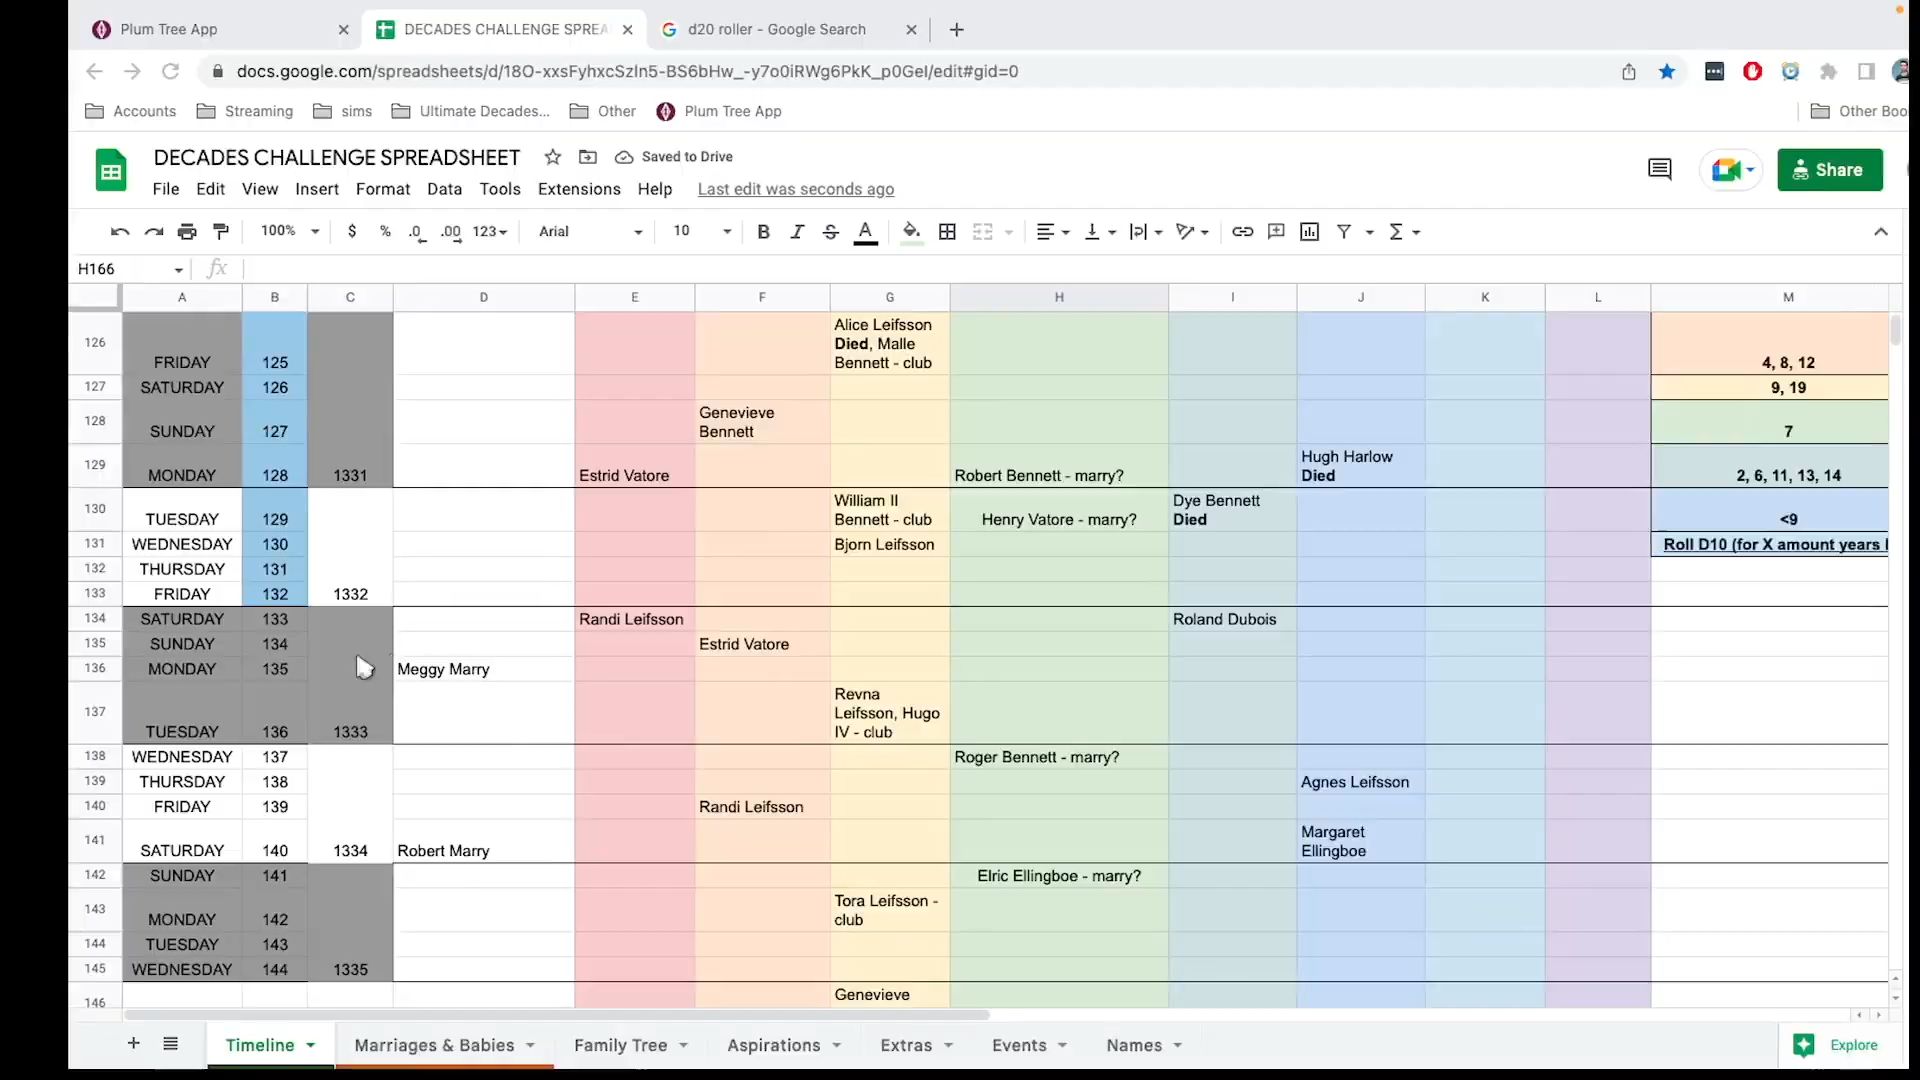 Plum Tree App
DECADES CHALLENGE SPREA
d20 roller - Google Search
docs.google.com/spreadsheets/d/18O-xxsFyhxcSzIn5-BS6bHw_-y7o0iRWg6PkK_p0GeI/edit#gid=0
Accounts
Streaming
sims
Ultimate Decades...
Other
Plum Tree App
Other Boo
DECADES CHALLENGE SPREADSHEET
Saved to Drive
Share
File Edit View Insert Format Data Tools Extensions Help Last edit was seconds ago
100% $ % .0 .00 123 Arial 10 B I S A
H166 fx
A B C D E F G H I J K L M
126 FRIDAY 125
Alice Leifsson
Died, Malle
Bennett - club
4, 8, 12
127 SATURDAY 126 9, 19
128 SUNDAY 127
Genevieve
Bennett
7
129 MONDAY 128 1331 Estrid Vatore Robert Bennett - marry?
Hugh Harlow
Died
2, 6, 11, 13, 14
130 TUESDAY 129
William II
Bennett - club
Henry Vatore - marry?
Dye Bennett
Died
<9
131 WEDNESDAY 130 Bjorn Leifsson Roll D10 (for X amount years
132 THURSDAY 131
133 FRIDAY 132 1332
134 SATURDAY 133 Randi Leifsson Roland Dubois
135 SUNDAY 134 Estrid Vatore
136 MONDAY 135 Meggy Marry
137 TUESDAY 136 1333
Revna
Leifsson, Hugo
IV - club
138 WEDNESDAY 137 Roger Bennett - marry?
139 THURSDAY 138 Agnes Leifsson
140 FRIDAY 139 Randi Leifsson
141 SATURDAY 140 1334 Robert Marry
Margaret
Ellingboe
142 SUNDAY 141 Elric Ellingboe - marry?
143 MONDAY 142
Tora Leifsson -
club
144 TUESDAY 143
145 WEDNESDAY 144 1335
146 Genevieve
Timeline
Marriages & Babies
Family Tree
Aspirations
Extras
Events
Names
Explore